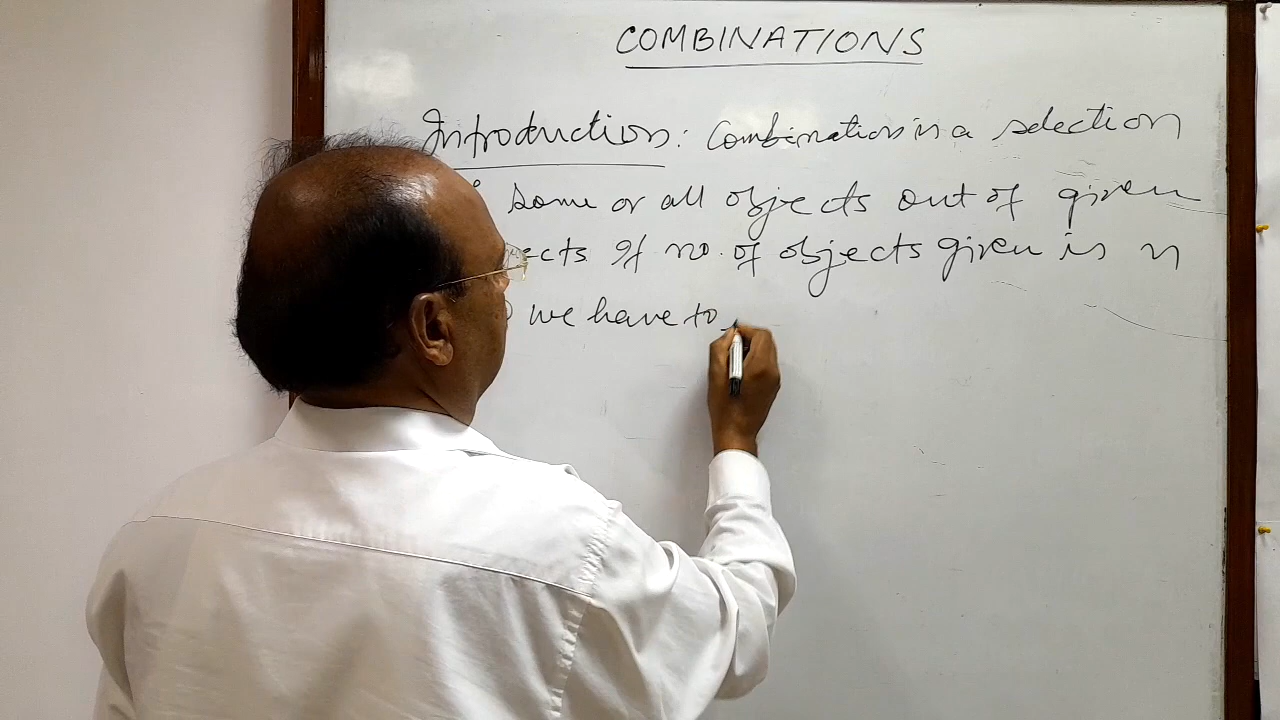 COMBINATIONS
Introduction: Combination is a selection
some or all objects out of given
ects If no. of objects given is n
we have to